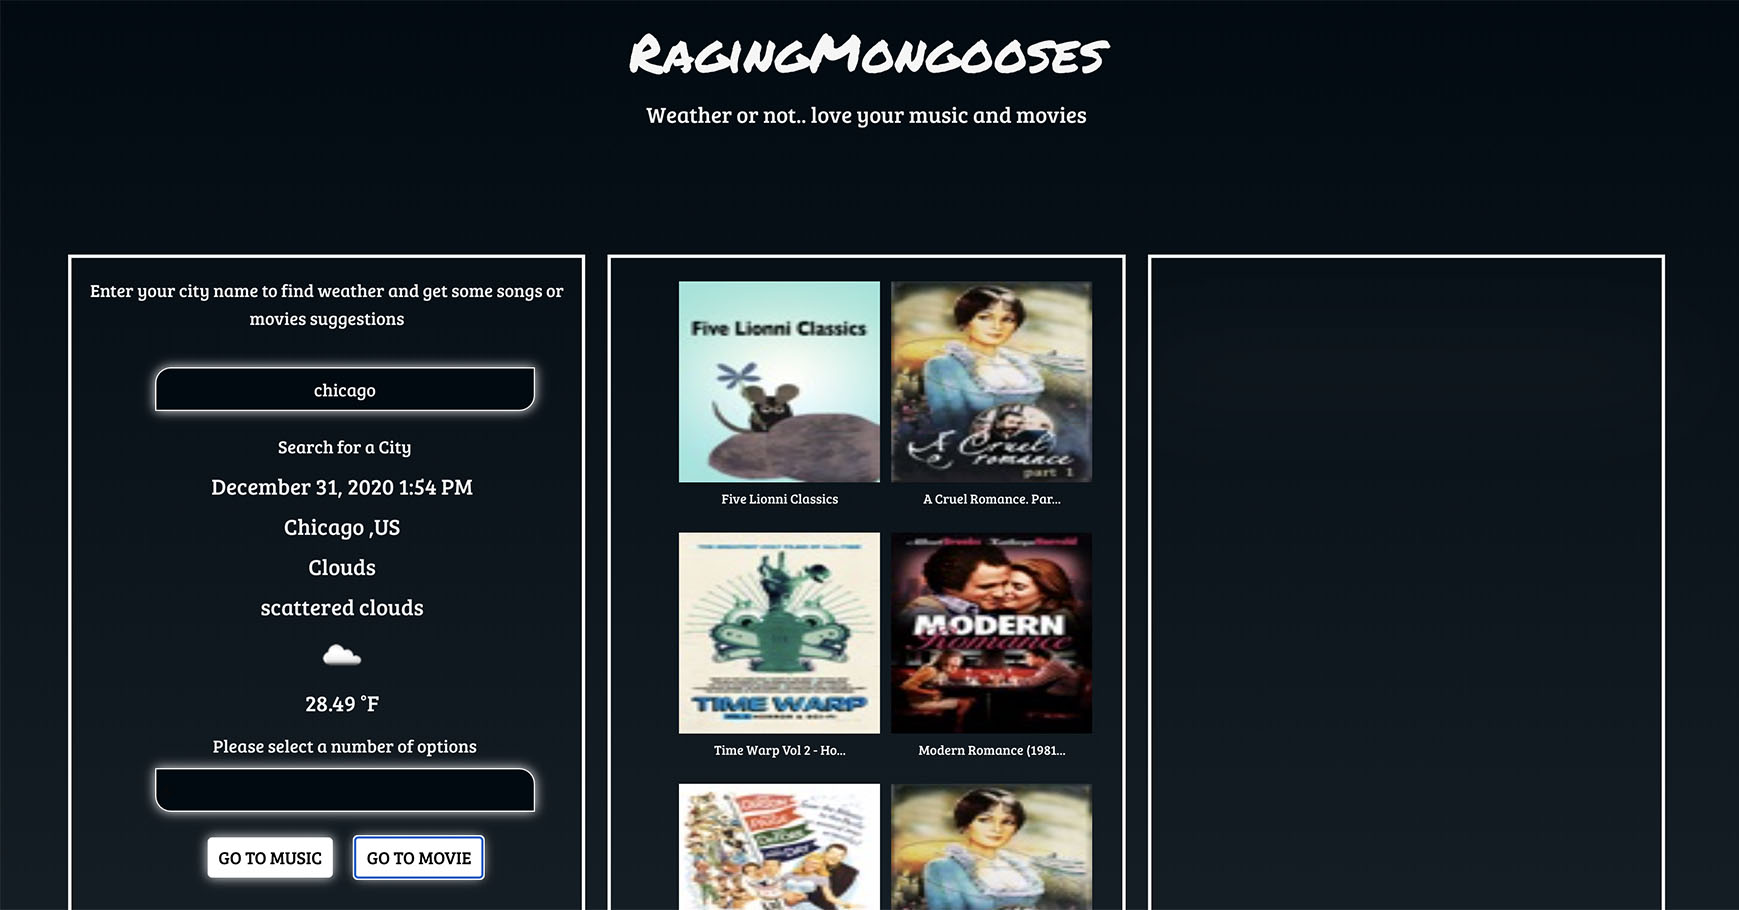 RagingMongooses
Weather or not.. love your music and movies
Enter your city name to find weather and get some songs or
movies suggestions
chicago
Search for a City
December 31, 2020 1:54 PM
Chicago ,US
Clouds
scattered clouds
28.49 °F
Please select a number of options
GO TO MUSIC
GO TO MOVIE
Five Lionni Classics
Five Lionni Classics
A Cruel
romance
part 1
A Cruel Romance. Par...
TIME WARP
Time Warp Vol 2 - Ho...
MODERN
Romance
Modern Romance (1981...
DAY